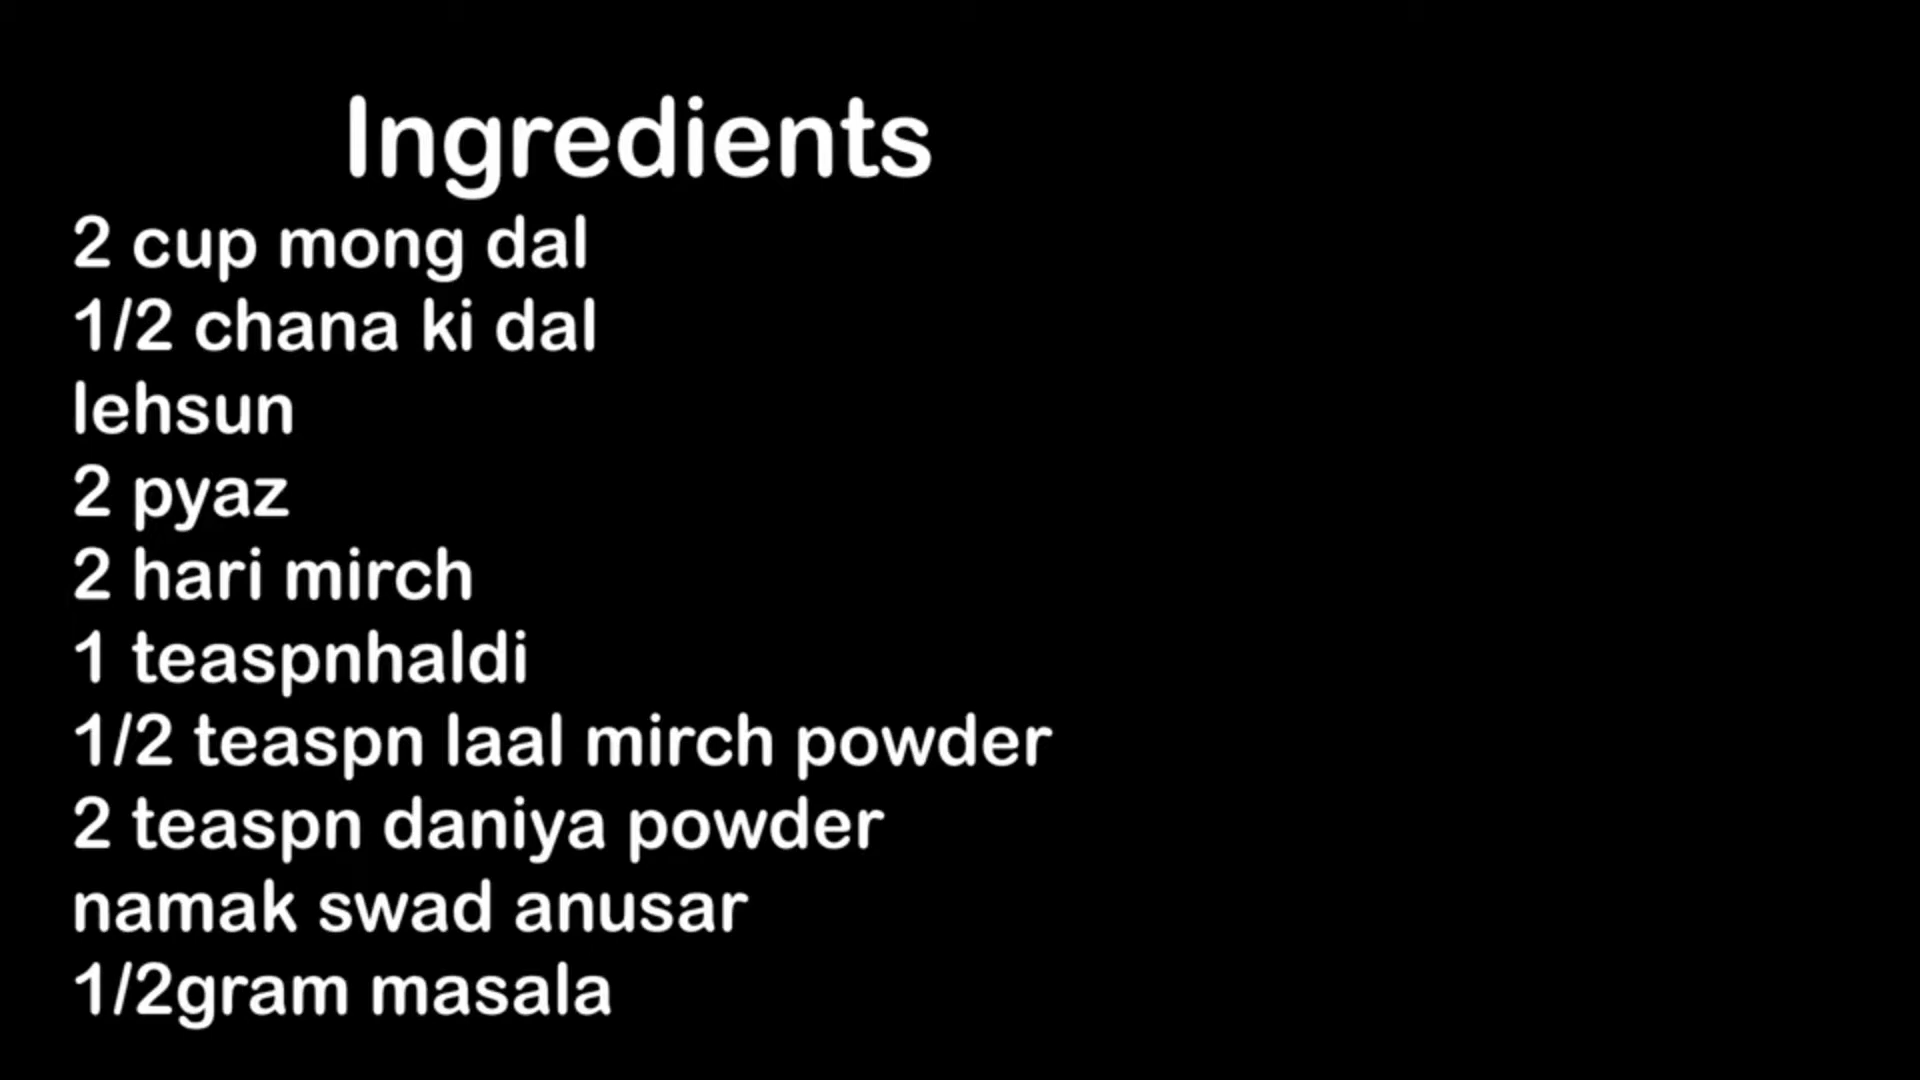 Ingredients
2 cup mong dal
1/2 chana ki dal
lehsun
2 pyaz
2 hari mirch
1 teaspnhaldi
1/2 teaspn laal mirch powder
2 teaspn daniya powder
namak swad anusar
1/2gram masala